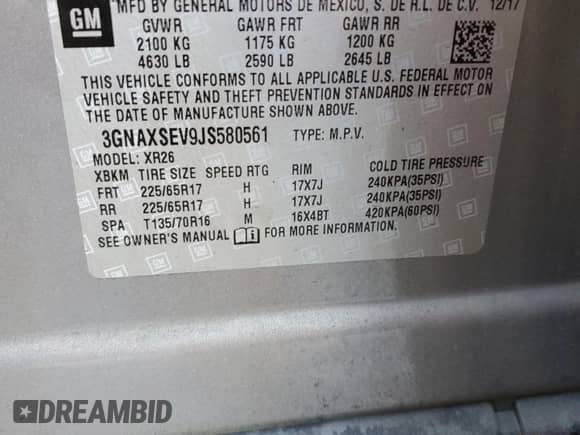 GM
MFD BY GENERAL MOTORS DE MEXICO, S. DE R.L. DE C.V. 12/17
GVWR GAWR FRT GAWR RR
2100 KG 1175 KG 1200 KG
4630 LB 2590 LB 2645 LB
THIS VEHICLE CONFORMS TO ALL APPLICABLE U.S. FEDERAL MOTOR
VEHICLE SAFETY AND THEFT PREVENTION STANDARDS IN EFFECT ON
THE DATE OF MANUFACTURE SHOWN ABOVE.
3GNAXSEV9JS580561 TYPE: M.P.V.
MODEL: XR26
XBKM TIRE SIZE SPEED RTG RIM COLD TIRE PRESSURE
FRT 225/65R17 H 17X7J 240KPA(35PSI)
RR 225/65R17 H 17X7J 240KPA(35PSI)
SPA T135/70R16 M 16X4BT 420KPA(60PSI)
SEE OWNER'S MANUAL FOR MORE INFORMATION.
DREAMBID